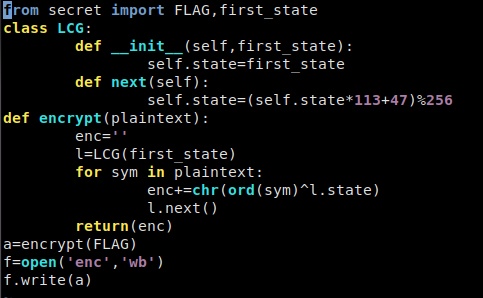 from secret import FLAG,first_state
class LCG:
        def __init__(self,first_state):
                self.state=first_state
        def next(self):
                self.state=(self.state*113+47)%256
def encrypt(plaintext):
        enc=''
        l=LCG(first_state)
        for sym in plaintext:
                enc+=chr(ord(sym)^l.state)
                l.next()
        return(enc)
a=encrypt(FLAG)
f=open('enc','wb')
f.write(a)